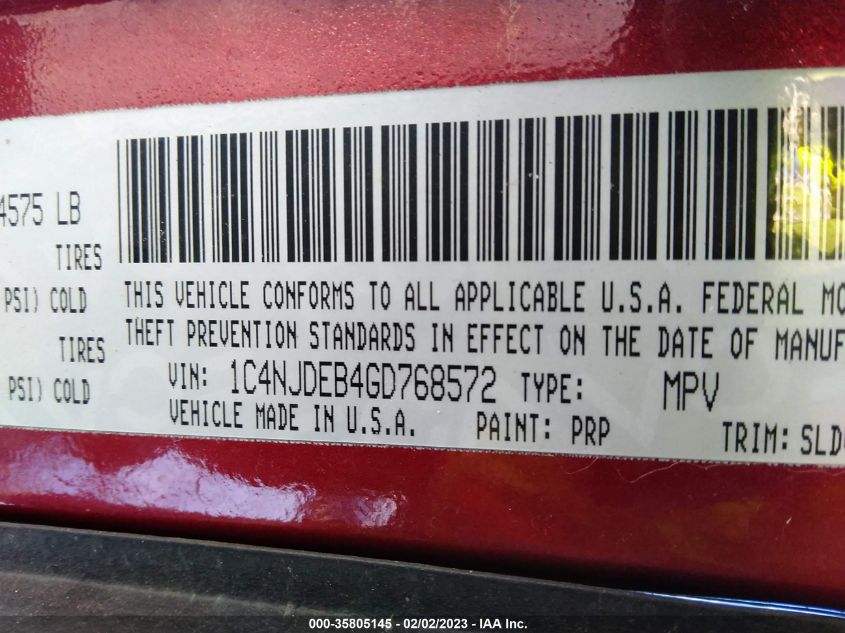 4575 LB
TIRES
PSI) COLD
TIRES
PSI) COLD
THIS VEHICLE CONFORMS TO ALL APPLICABLE U.S.A. FEDERAL MO
THEFT PREVENTION STANDARDS IN EFFECT ON THE DATE OF MANUF
VIN: 1C4NJDEB4GD768572 TYPE: MPV
VEHICLE MADE IN U.S.A. PAINT: PRP TRIM: SLD
000-35805145 - 02/02/2023 - IAA Inc.